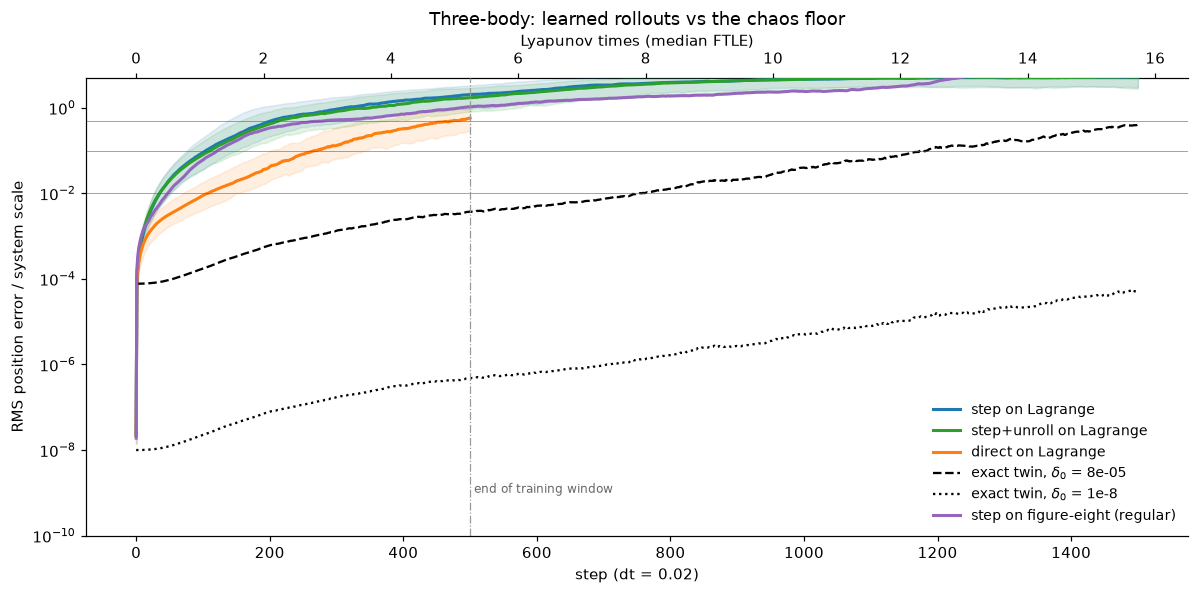 Three-body: learned rollouts vs the chaos floor
Lyapunov times (median FTLE)
0 2 4 6 8 10 12 14 16
RMS position error / system scale
10⁰
10⁻²
10⁻⁴
10⁻⁶
10⁻⁸
10⁻¹⁰
end of training window
step on Lagrange
step+unroll on Lagrange
direct on Lagrange
exact twin, δ₀ = 8e-05
exact twin, δ₀ = 1e-8
step on figure-eight (regular)
0 200 400 600 800 1000 1200 1400
step (dt = 0.02)